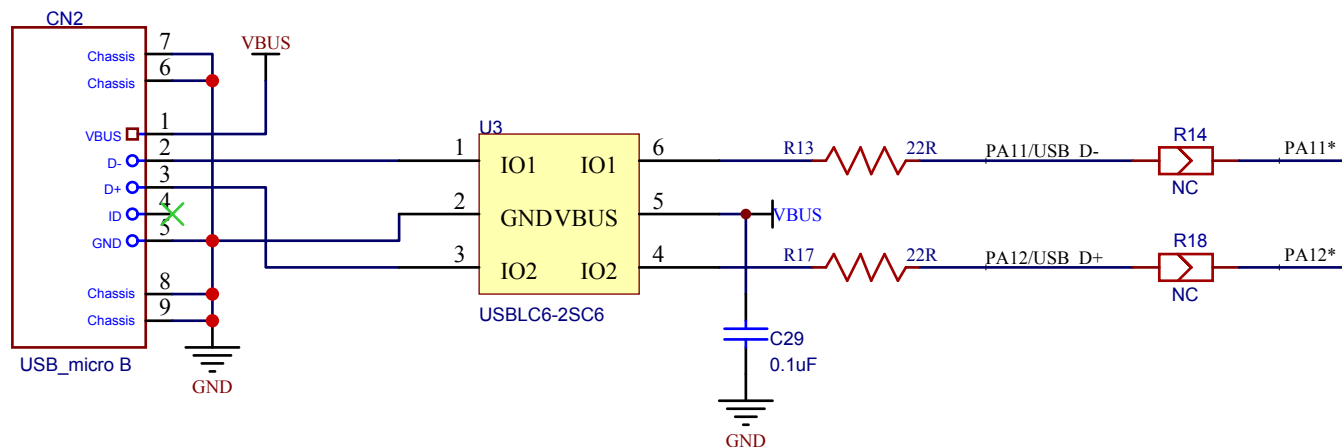 CN2
7
Chassis
VBUS
6
Chassis
1
VBUS
U3
2
D-
1
IO1
IO1
6
R13
22R
PA11/USB_D-
R14
NC
PA11*
3
D+
4
ID
2
GND
VBUS
5
VBUS
5
GND
3
IO2
IO2
4
R17
22R
PA12/USB_D+
R18
NC
PA12*
8
Chassis
9
Chassis
USBLC6-2SC6
C29
0.1uF
USB_micro B
GND
GND